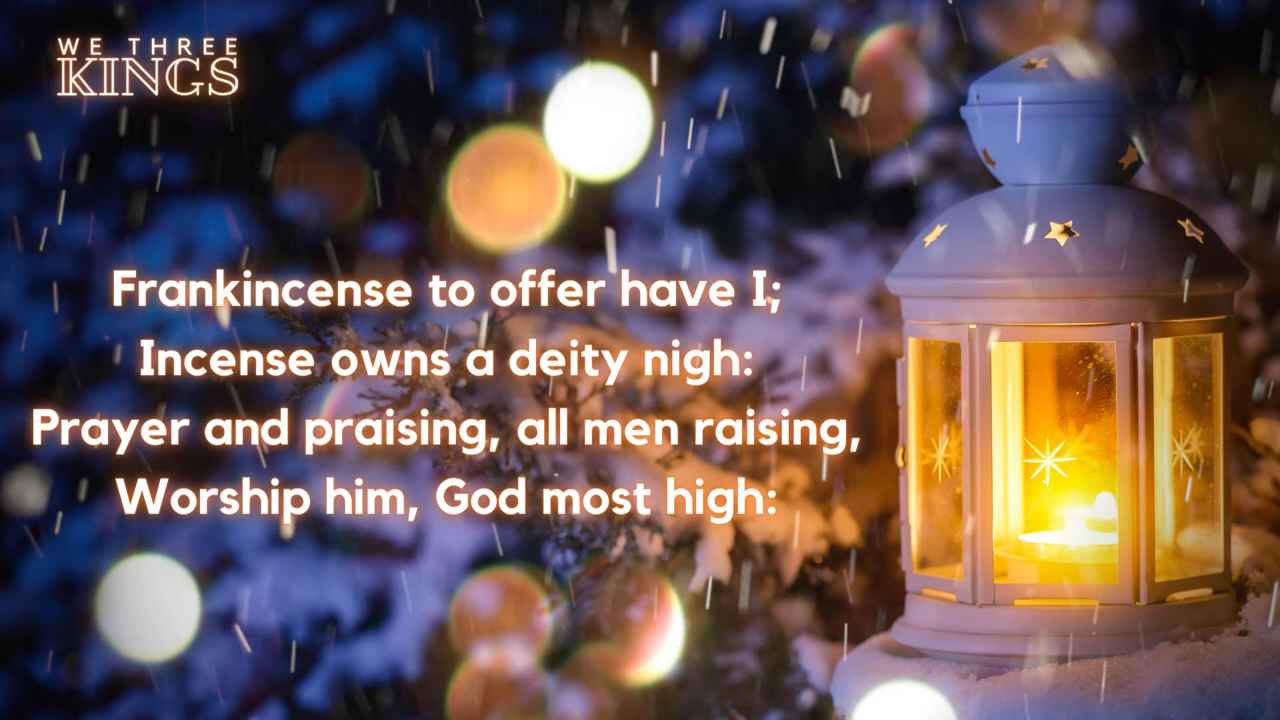 WE THREE
KINGS
Frankincense to offer have I;
Incense owns a deity nigh:
Prayer and praising, all men raising,
Worship him, God most high: